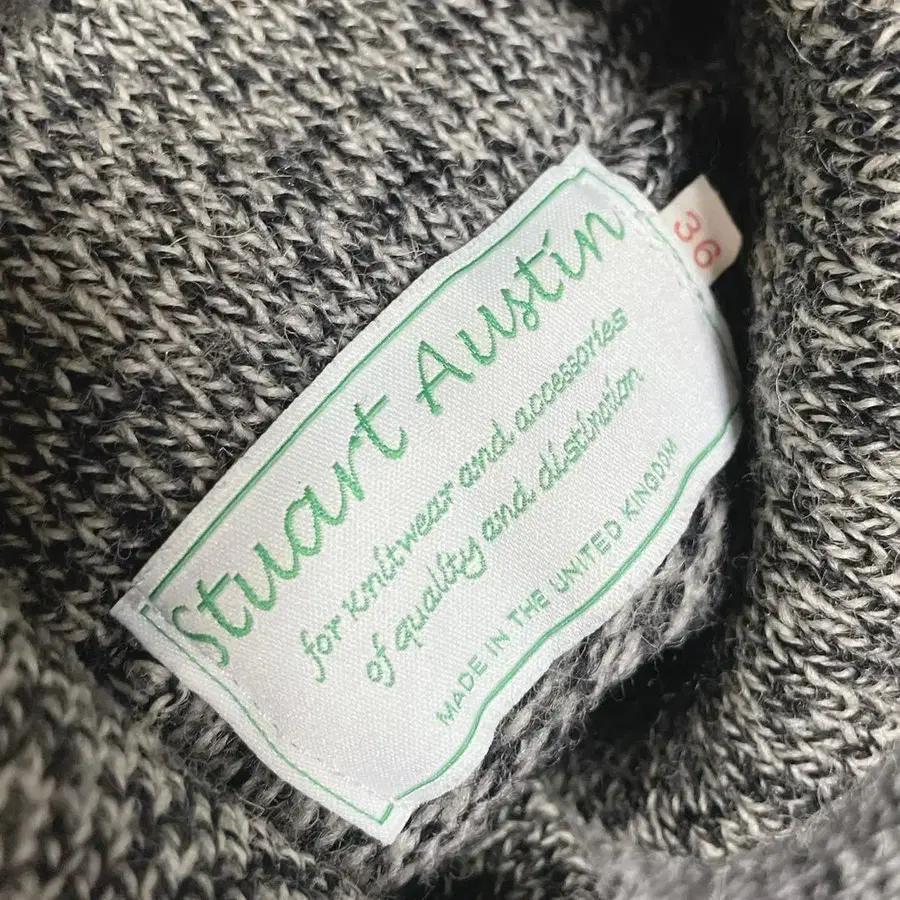 Stuart Austin
for knitwear and accessories
of quality and distinction
MADE IN THE UNITED KINGDOM
36